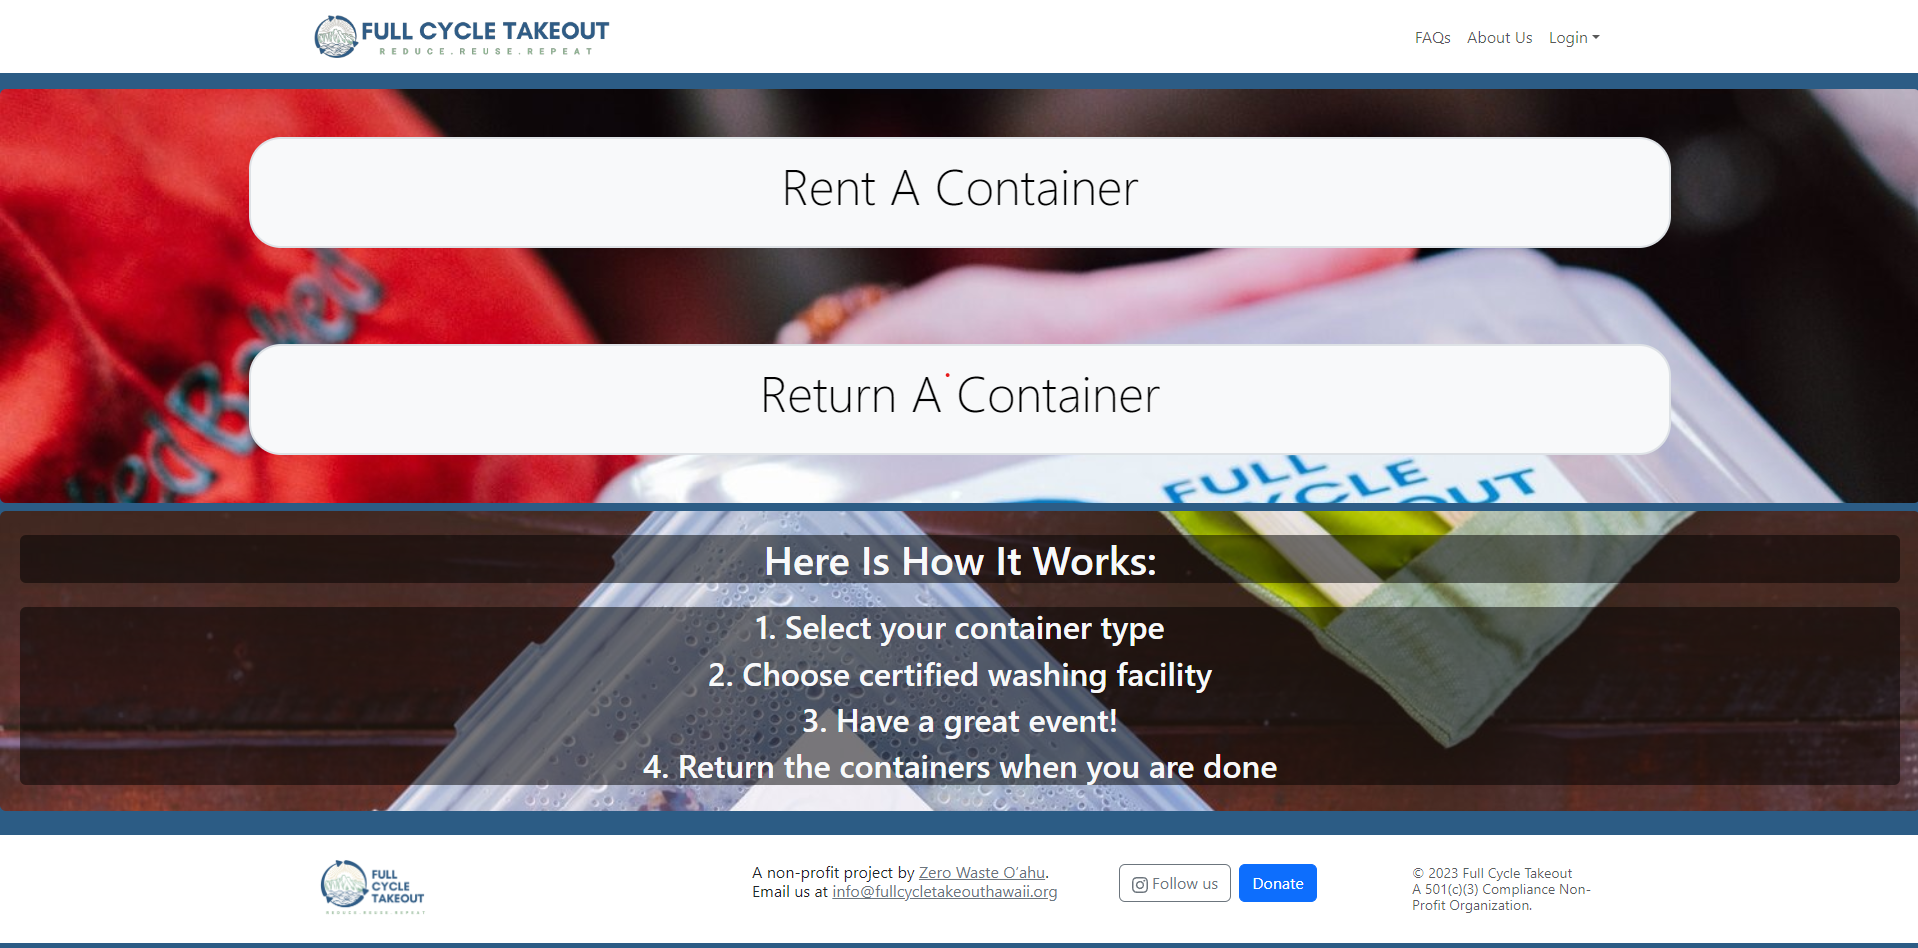 FULL CYCLE TAKEOUT
REDUCE.REUSE.REPEAT
FAQs About Us Login
Rent A Container
Return A Container
FULL
CYCLE
Here Is How It Works:
1. Select your container type
2. Choose certified washing facility
3. Have a great event!
4. Return the containers when you are done
FULL
CYCLE
TAKEOUT
REDUCE.REUSE.REPEAT
A non-profit project by Zero Waste Oʻahu.
Email us at info@fullcycletakeouthawaii.org
Follow us
Donate
© 2023 Full Cycle Takeout
A 501(c)(3) Compliance Non-
Profit Organization.